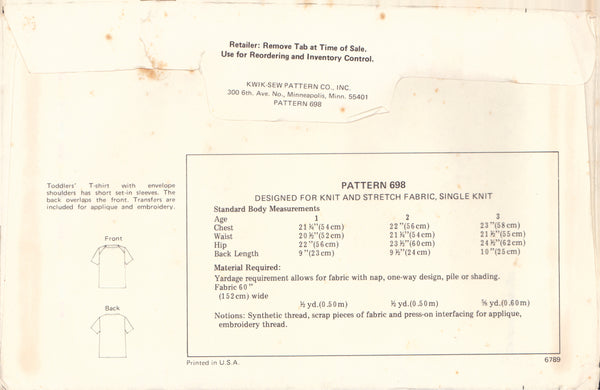 Retailer: Remove Tab at Time of Sale.
Use for Reordering and Inventory Control.
KWIK-SEW PATTERN CO., INC.
300 6th. Ave. No., Minneapolis, Minn. 55401
PATTERN 698
Toddlers' T-shirt with envelope
shoulders has short set-in sleeves. The
back overlaps the front. Transfers are
included for applique and embroidery.
Front
Back
PATTERN 698
DESIGNED FOR KNIT AND STRETCH FABRIC, SINGLE KNIT
Standard Body Measurements
Age 1 2 3
Chest 21¼"(54cm) 22"(56cm) 23"(58cm)
Waist 20½"(52cm) 21¼"(54cm) 21½"(55cm)
Hip 22"(56cm) 23½"(60cm) 24½"(62cm)
Back Length 9"(23cm) 9½"(24cm) 10"(25cm)
Material Required:
Yardage requirement allows for fabric with nap, one-way design, pile or shading.
Fabric 60"
(152cm) wide
½ yd.(0.50m) ½ yd.(0.50m) ⅝ yd.(0.60m)
Notions: Synthetic thread, scrap pieces of fabric and press-on interfacing for applique,
embroidery thread.
Printed in U.S.A.
6789